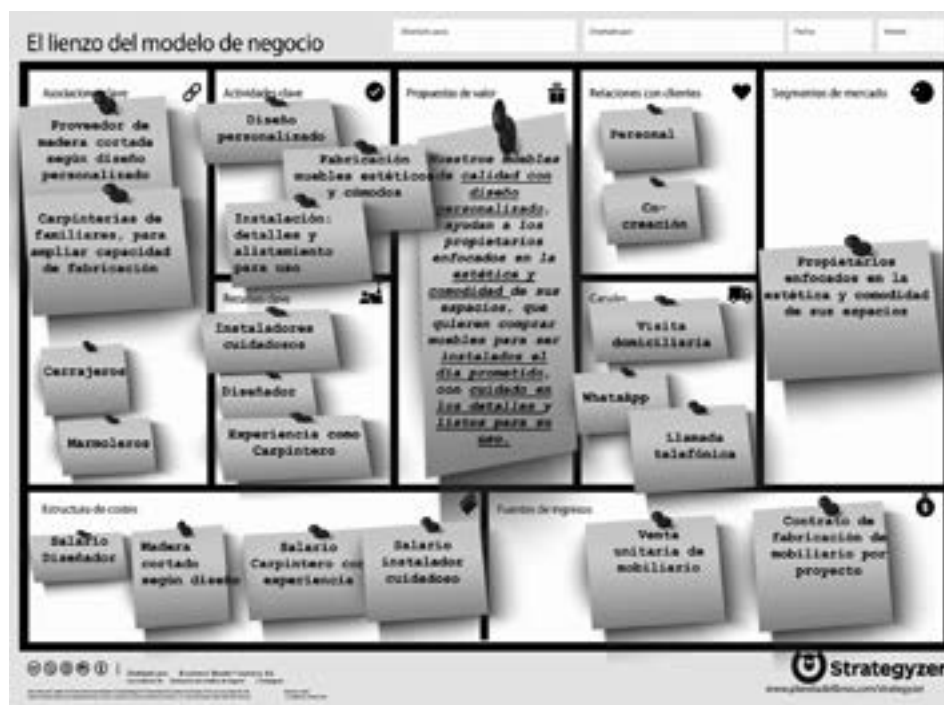 El lienzo del modelo de negocio
Asociaciones clave
Proveedor de
madera cortada
según diseño
personalizado
Carpinterías de
familiares, para
ampliar capacidad
de fabricación
Cerrajeros
Marmoleros
Actividades clave
Diseño
personalizado
Fabricación
muebles estéticos
y cómodos
Instalación:
detalles y
alistamiento
para uso
Recursos clave
Instaladores
cuidadosos
Diseñador
Experiencia como
Carpintero
Propuestas de valor
Nuestros muebles
de calidad con
diseño
personalizado,
ayudan a los
propietarios
enfocados en la
estética y
comodidad de sus
espacios, que
quieren comprar
muebles para ser
instalados el
día prometido,
con cuidado en
los detalles y
listos para su
uso.
Relaciones con clientes
Personal
Co-
creación
Canales
Visita
domiciliaria
WhatsApp
Llamada
telefónica
Segmentos de mercado
Propietarios
enfocados en la
estética y comodidad
de sus espacios
Estructura de costes
Salario
Diseñador
Madera
cortado
según diseño
Salario
Carpintero con
experiencia
Salario
instalador
cuidadoso
Fuentes de ingresos
Venta
unitaria de
mobiliario
Contrato de
fabricación de
mobiliario por
proyecto
Strategyzer